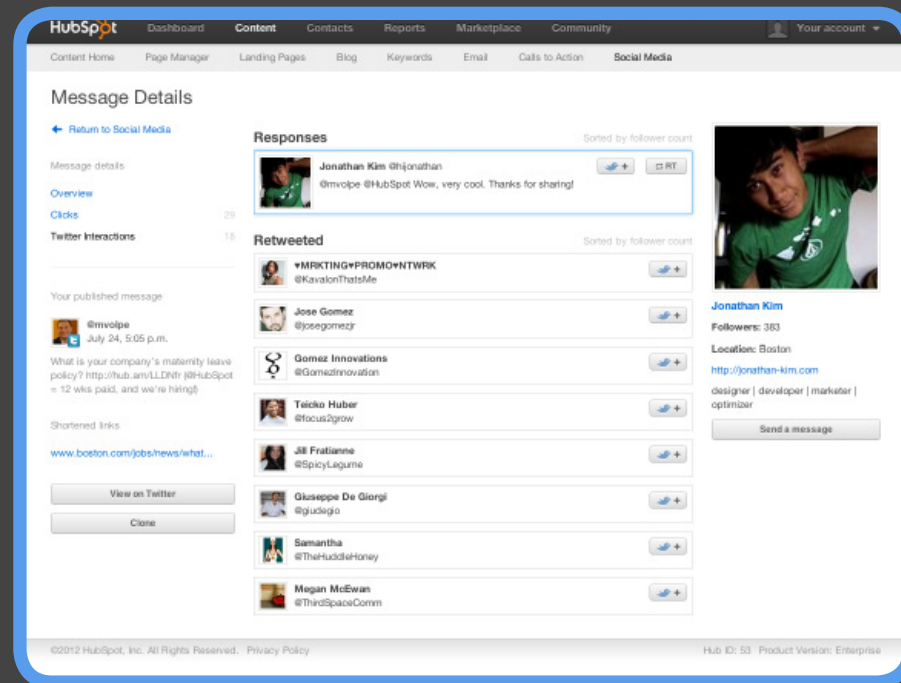 HubSpot Dashboard Content Contacts Reports Marketplace Community Your account
Content Home Page Manager Landing Pages Blog Keywords Email Calls to Action Social Media
Message Details
← Return to Social Media
Message details
Overview
Clicks 29
Twitter Interactions 16
Your published message
@mvolpe
July 24, 5:05 p.m.
What is your company's maternity leave
policy? http://hub.am/LLDNfr (@HubSpot
= 12 wks paid, and we're hiring!)
Shortened links
www.boston.com/jobs/news/what...
View on Twitter
Clone
Responses Sorted by follower count
Jonathan Kim @hijonathan
+ RT
@mvolpe @HubSpot Wow, very cool. Thanks for sharing!
Retweeted Sorted by follower count
♥MRKTING♥PROMO♥NTWRK
@KavalonThatsMe
+
Jose Gomez
@josegomezjr
+
Gomez Innovations
@GomezInnovation
+
Teicko Huber
@focus2grow
+
Jill Fratianne
@SpicyLegume
+
Giuseppe De Giorgi
@giudegio
+
Samantha
@TheHuddleHoney
+
Megan McEwan
@ThirdSpaceComm
+
Jonathan Kim
Followers: 383
Location: Boston
http://jonathan-kim.com
designer | developer | marketer |
optimizer
Send a message
©2012 HubSpot, Inc. All Rights Reserved. Privacy Policy Hub ID: 53 Product Version: Enterprise